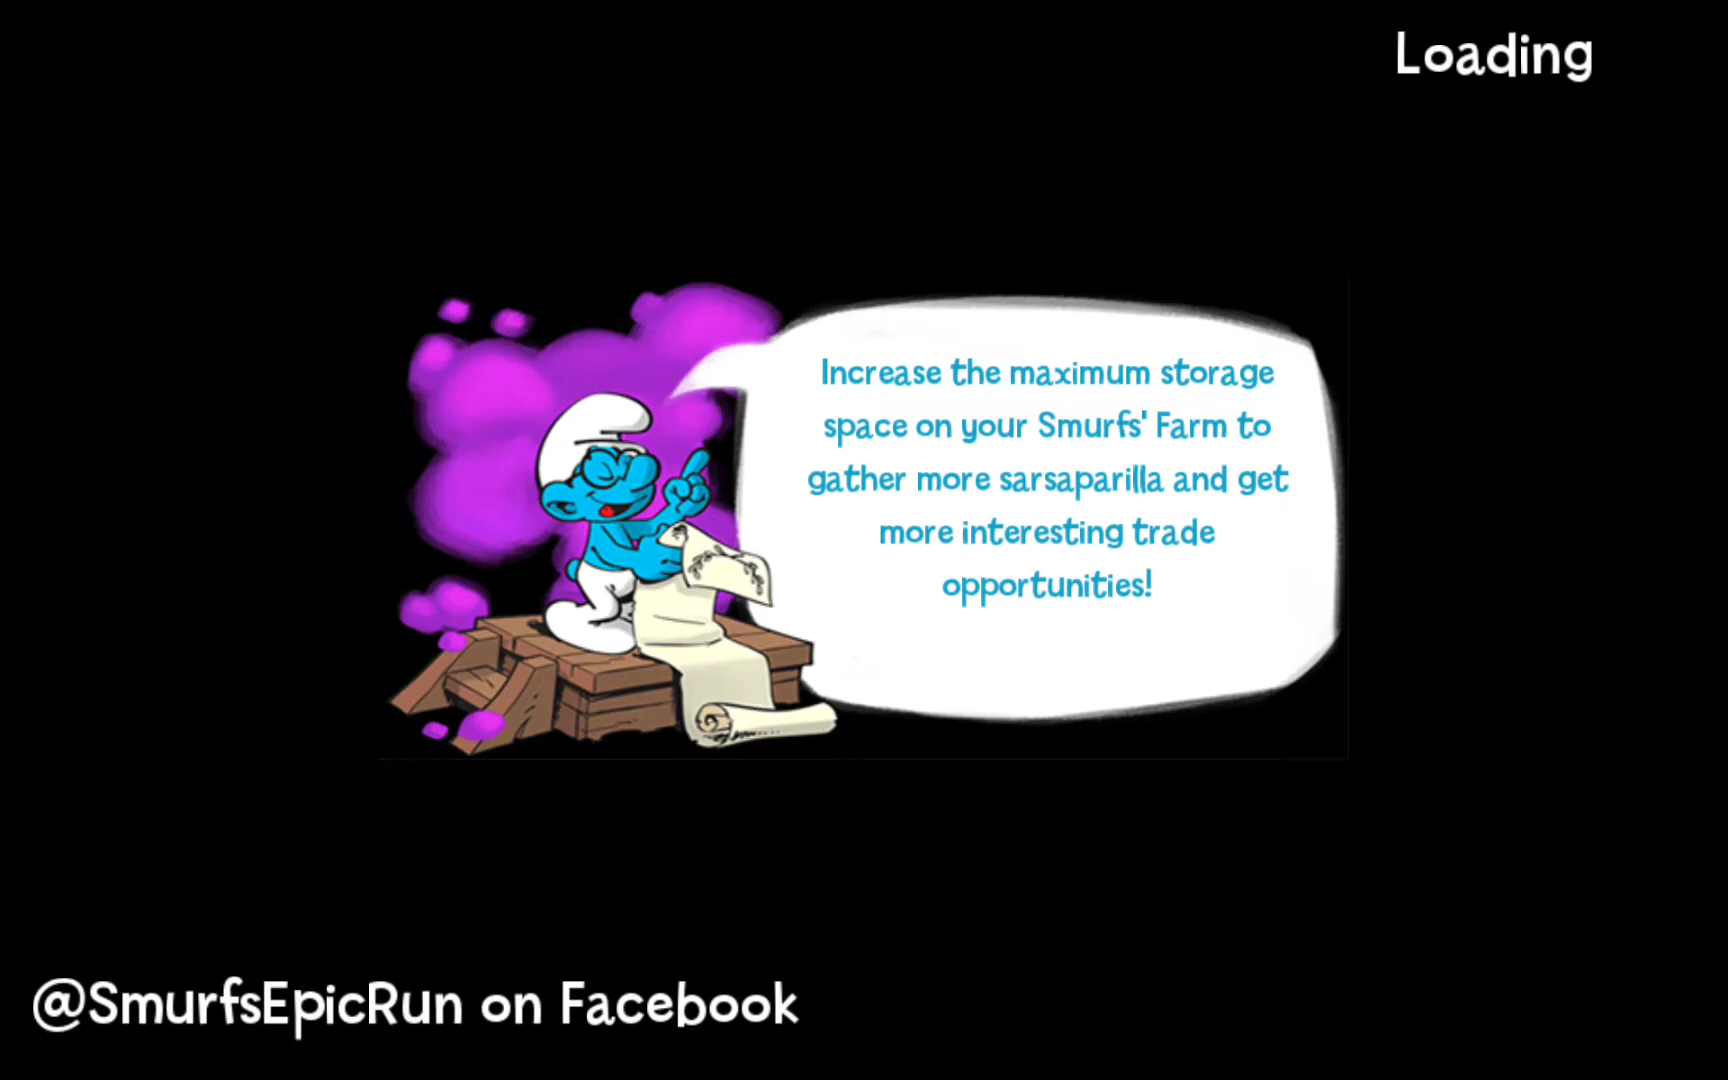 Loading
Increase the maximum storage
space on your Smurfs' Farm to
gather more sarsaparilla and get
more interesting trade
opportunities!
@SmurfsEpicRun on Facebook